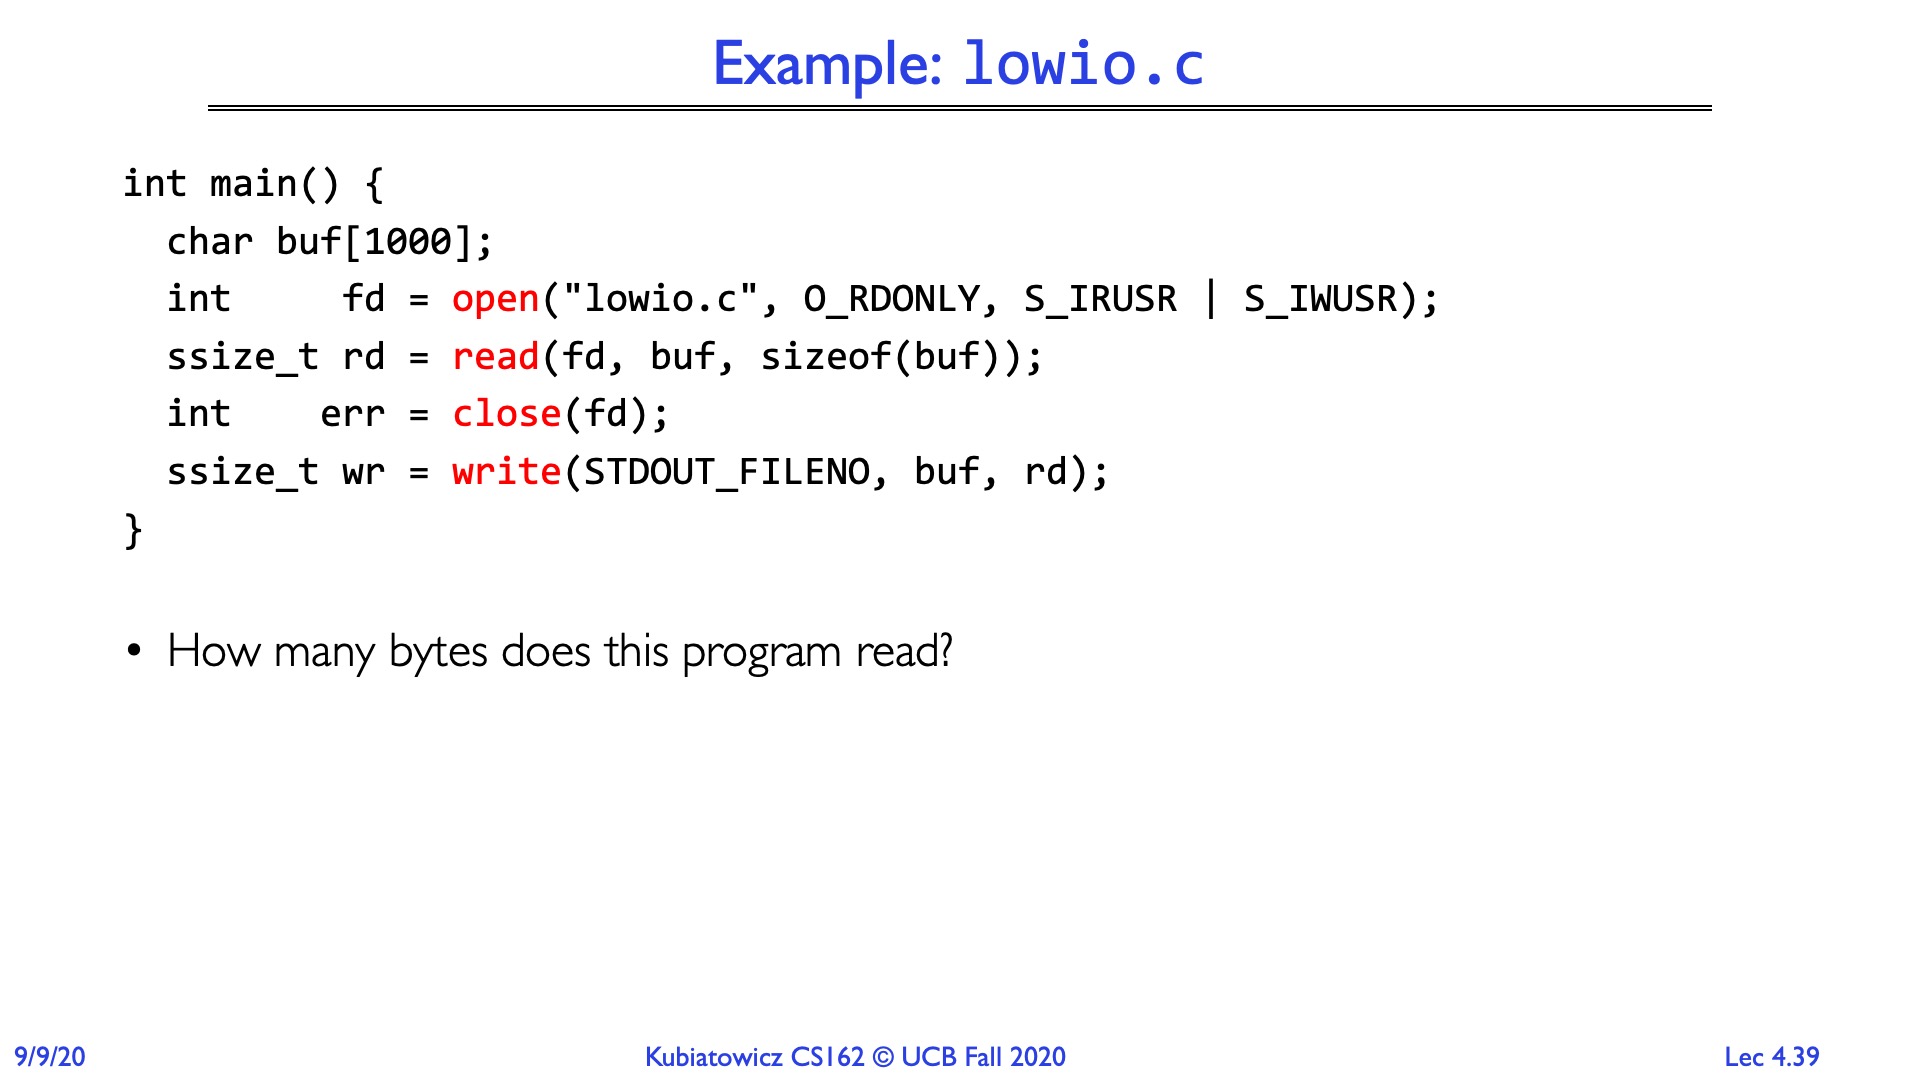 Example: lowio.c
int main() {
  char buf[1000];
  int     fd = open("lowio.c", O_RDONLY, S_IRUSR | S_IWUSR);
  ssize_t rd = read(fd, buf, sizeof(buf));
  int    err = close(fd);
  ssize_t wr = write(STDOUT_FILENO, buf, rd);
}
• How many bytes does this program read?
9/9/20
Kubiatowicz CS162 © UCB Fall 2020
Lec 4.39